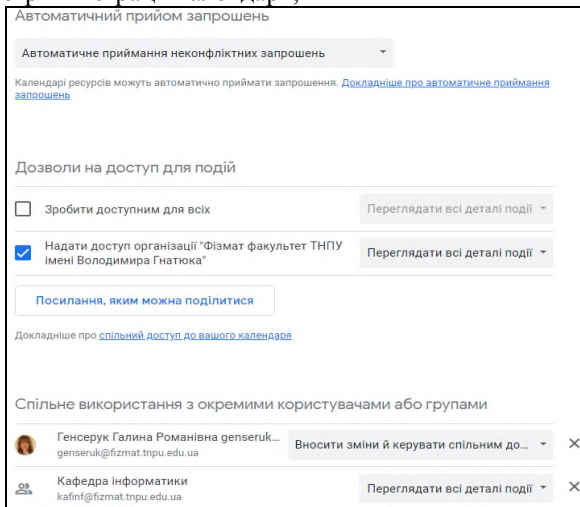 Автоматичний прийом запрошень
Автоматичне приймання неконфліктних запрошень
Календарі ресурсів можуть автоматично приймати запрошення. Докладніше про автоматичне приймання
запрошень
Дозволи на доступ для подій
Зробити доступним для всіх
Переглядати всі деталі події
Надати доступ організації "Фізмат факультет ТНПУ
імені Володимира Гнатюка"
Переглядати всі деталі події
Посилання, яким можна поділитися
Докладніше про спільний доступ до вашого календаря
Спільне використання з окремими користувачами або групами
Генсерук Галина Романівна genseruk...
genseruk@fizmat.tnpu.edu.ua
Вносити зміни й керувати спільним до...
Кафедра інформатики
kafinf@fizmat.tnpu.edu.ua
Переглядати всі деталі події